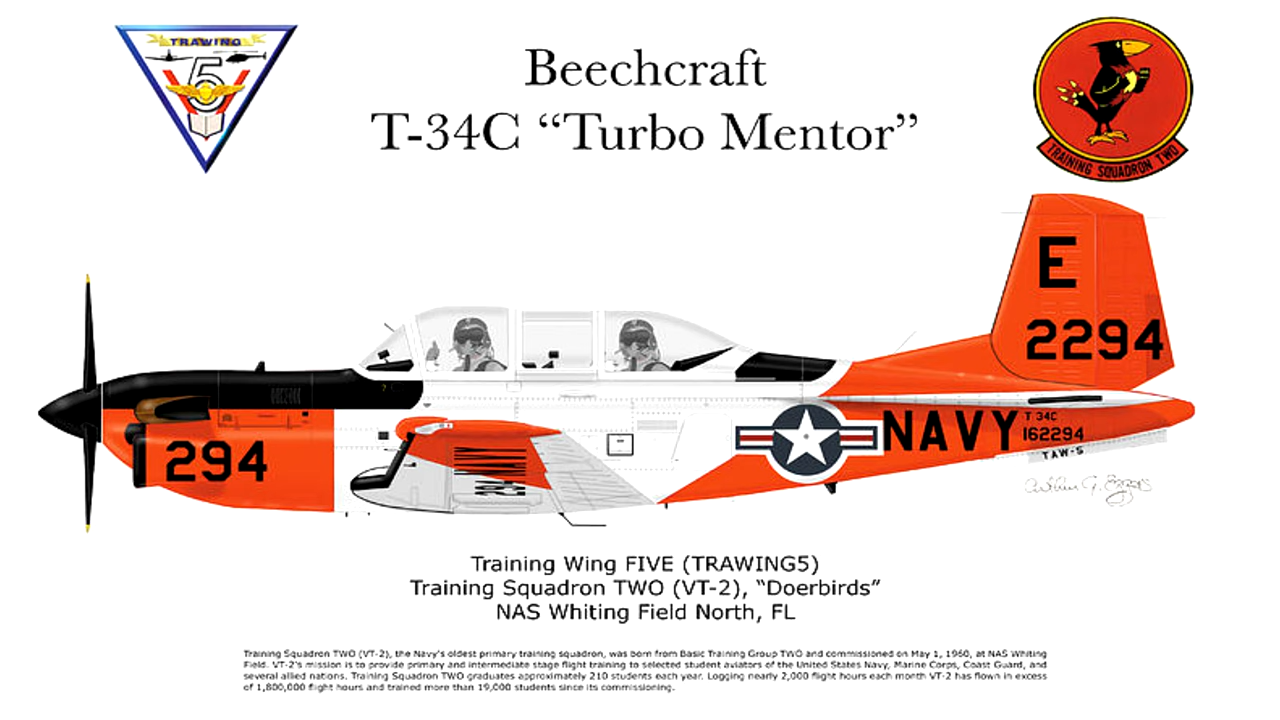 TRAWING
5
Beechcraft
T-34C “Turbo Mentor”
TRAINING SQUADRON TWO
E
2294
294
NAVY
T-34C
162294
TAW-5
Training Wing FIVE (TRAWING5)
Training Squadron TWO (VT-2), “Doerbirds”
NAS Whiting Field North, FL
Training Squadron TWO (VT-2), the Navy's oldest primary training squadron, was born from Basic Training Group TWO and commissioned on May 1, 1960, at NAS Whiting
Field. VT-2's mission is to provide primary and intermediate stage flight training to selected student aviators of the United States Navy, Marine Corps, Coast Guard, and
several allied nations. Training Squadron TWO graduates approximately 210 students each year. Logging nearly 2,000 flight hours each month VT-2 has flown in excess
of 1,800,000 flight hours and trained more than 19,000 students since its commissioning.